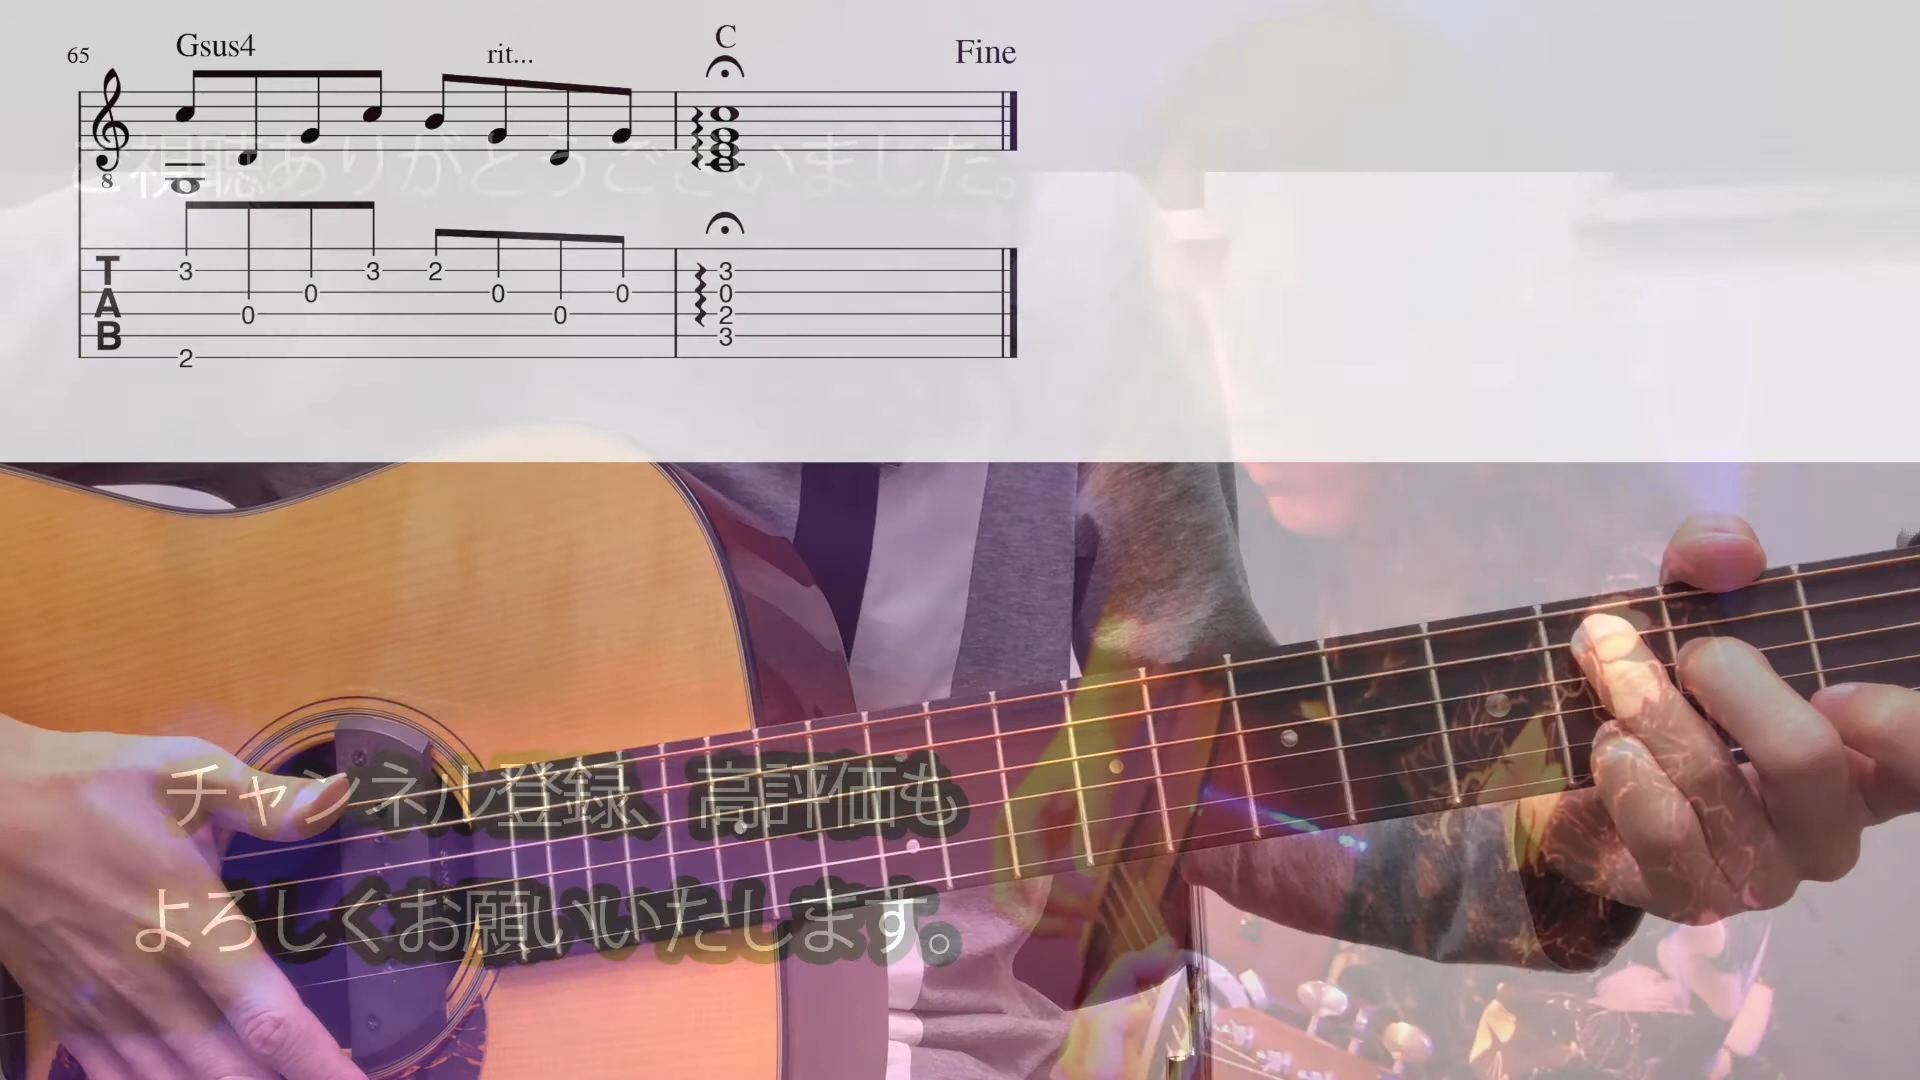 65 Gsus4 rit... C Fine
8
ご視聴ありがとうございました。
T 3 3 2 3
A 0 0 0 0 0
0 0 2
B 3
2
チャンネル登録、高評価も
よろしくお願いいたします。